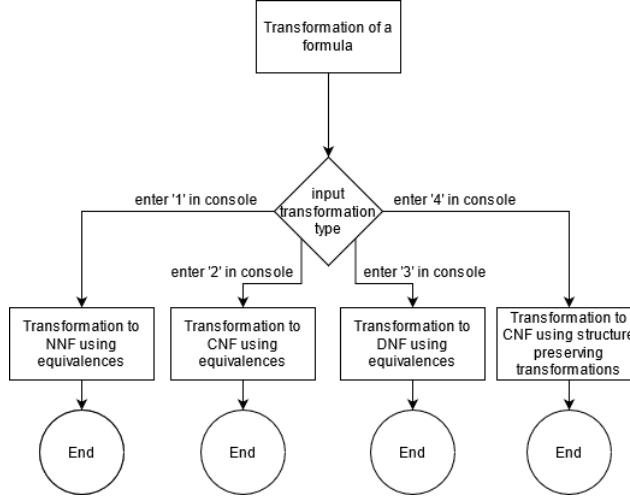 Transformation of a
formula
input
transformation
type
enter '1' in console
enter '4' in console
enter '2' in console
enter '3' in console
Transformation to
NNF using
equivalences
Transformation to
CNF using
equivalences
Transformation to
DNF using
equivalences
Transformation to
CNF using structure
preserving
transformations
End
End
End
End